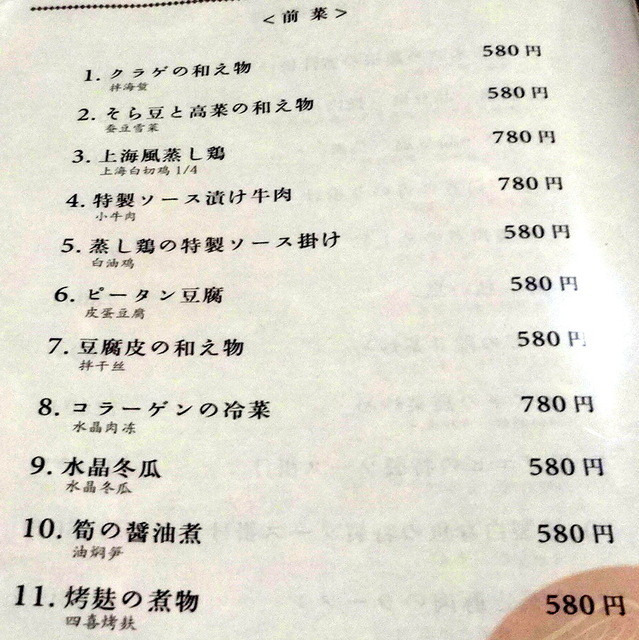 ＜前菜＞
1. クラゲの和え物 580円
拌海蜇
2. そら豆と高菜の和え物 580円
蚕豆雪菜
3. 上海風蒸し鶏 780円
上海白切鸡 1/4
4. 特製ソース漬け牛肉 780円
小牛肉
5. 蒸し鶏の特製ソース掛け 580円
白油鸡
6. ピータン豆腐 580円
皮蛋豆腐
7. 豆腐皮の和え物 580円
拌干丝
8. コラーゲンの冷菜 780円
水晶肉冻
9. 水晶冬瓜 580円
水晶冬瓜
10. 筍の醤油煮 580円
油焖笋
11. 烤麸の煮物 580円
四喜烤麸